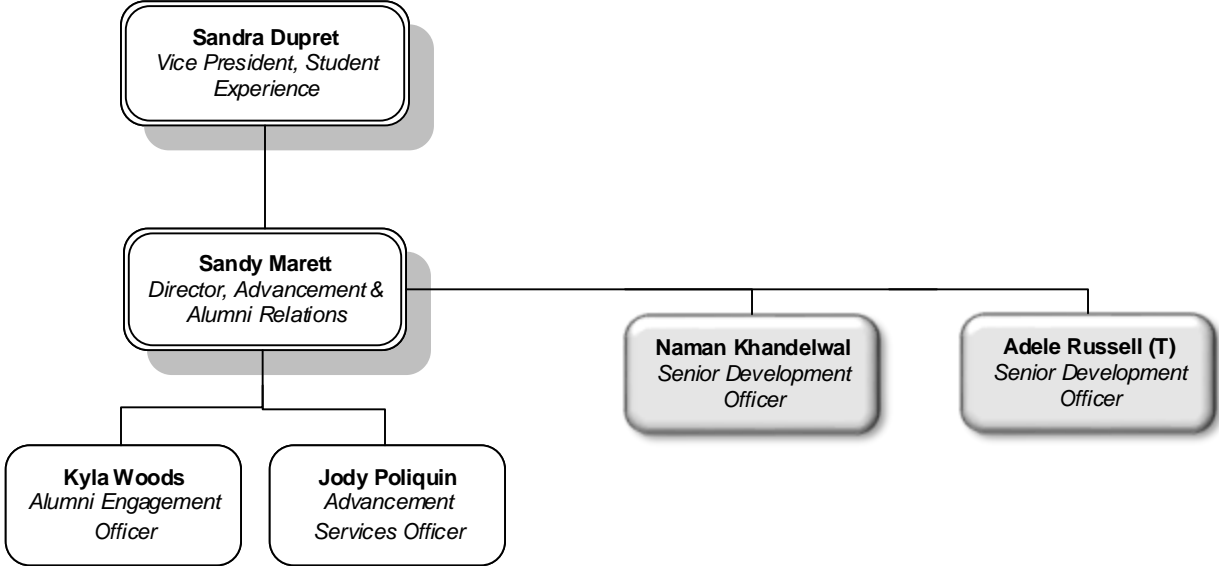 Sandra Dupret
Vice President, Student
Experience
Sandy Marett
Director, Advancement &
Alumni Relations
Naman Khandelwal
Senior Development
Officer
Adele Russell (T)
Senior Development
Officer
Kyla Woods
Alumni Engagement
Officer
Jody Poliquin
Advancement
Services Officer